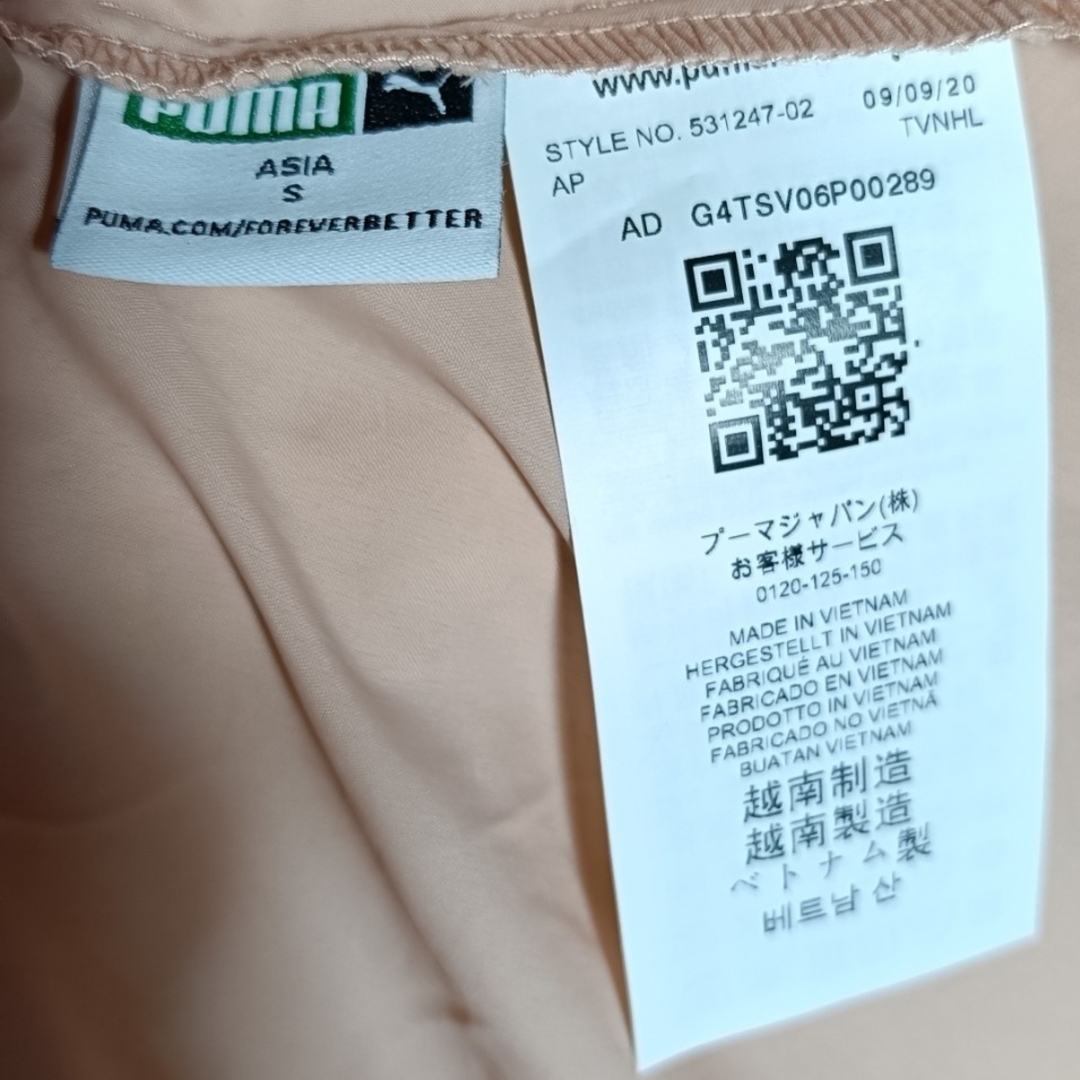 PUMA
ASIA
S
PUMA.COM/FOREVERBETTER
STYLE NO. 531247-02
09/09/20
AP
TVNHL
AD G4TSV06P00289
プーマジャパン(株)
お客様サービス
0120-125-150
MADE IN VIETNAM
HERGESTELLT IN VIETNAM
FABRIQUÉ AU VIETNAM
FABRICADO EN VIETNAM
PRODOTTO IN VIETNAM
FABRICADO NO VIETNÃ
BUATAN VIETNAM
越南制造
越南製造
ベトナム製
베트남 산